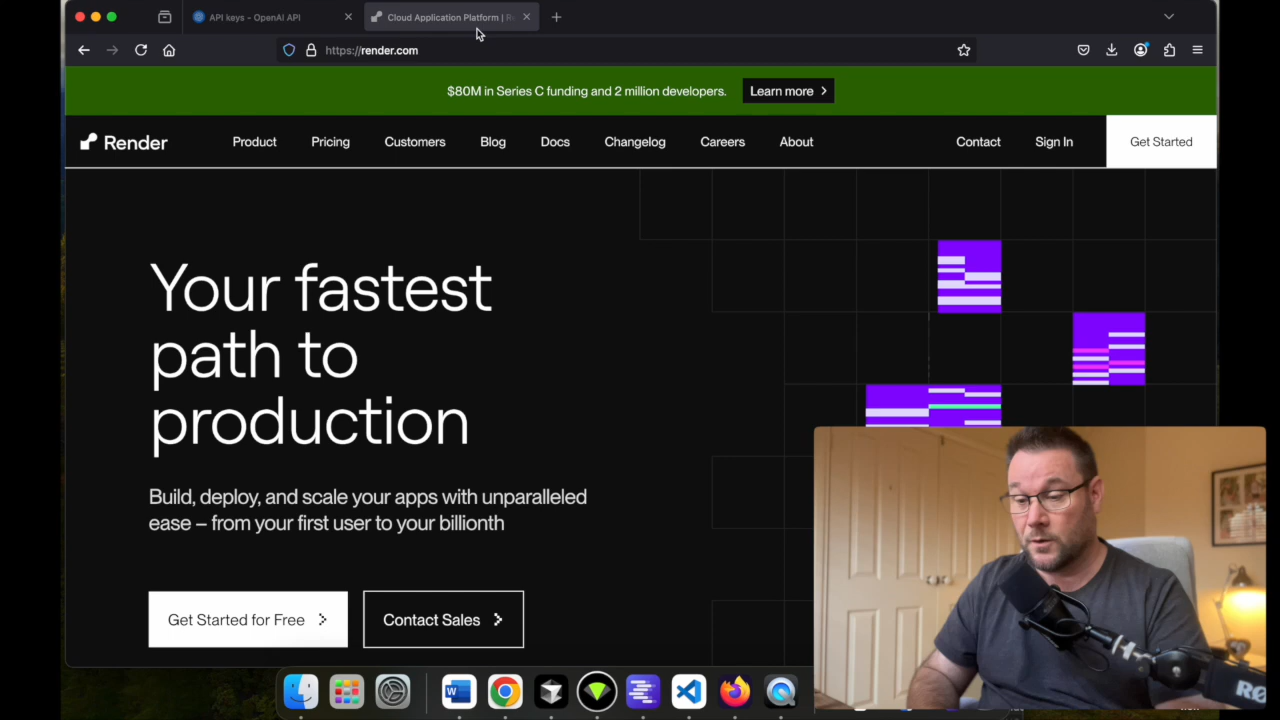 API keys - OpenAI API
Cloud Application Platform | R
https://render.com
$80M in Series C funding and 2 million developers.
Learn more
Render
Product
Pricing
Customers
Blog
Docs
Changelog
Careers
About
Contact
Sign In
Get Started
Your fastest
path to
production
Build, deploy, and scale your apps with unparalleled
ease – from your first user to your billionth
Get Started for Free
Contact Sales
W
RØ